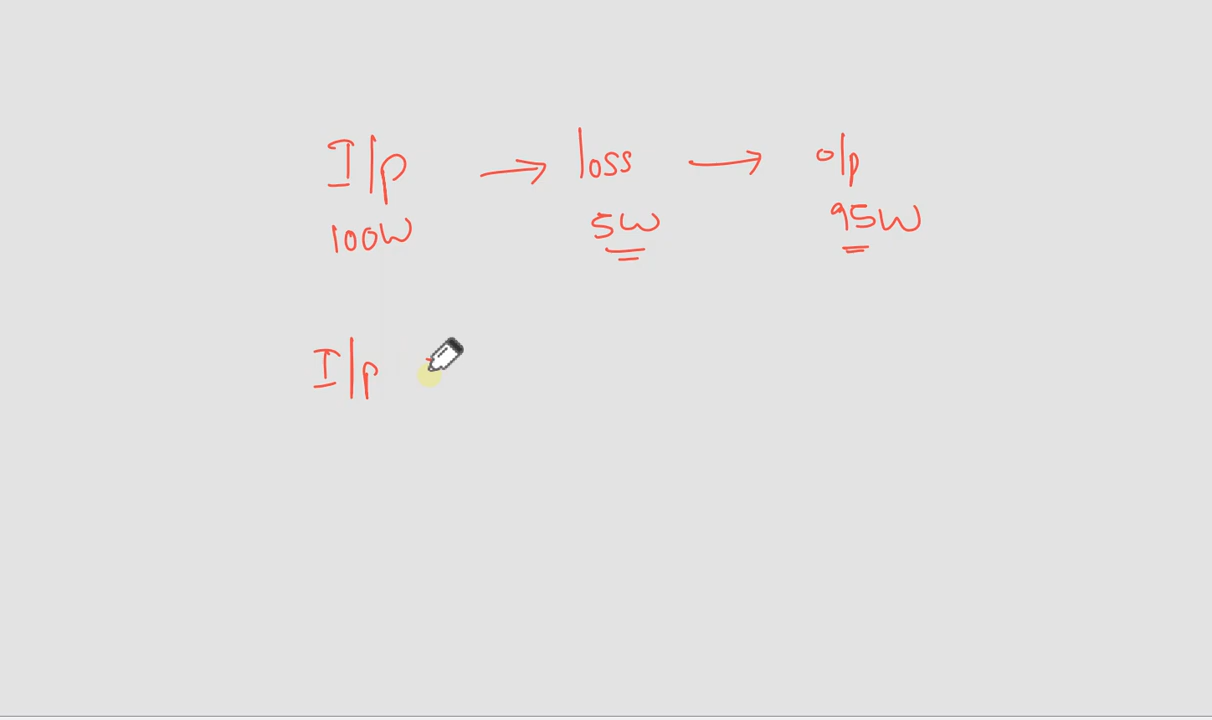 I/p → loss → o/p
100W 5W 95W
I/p